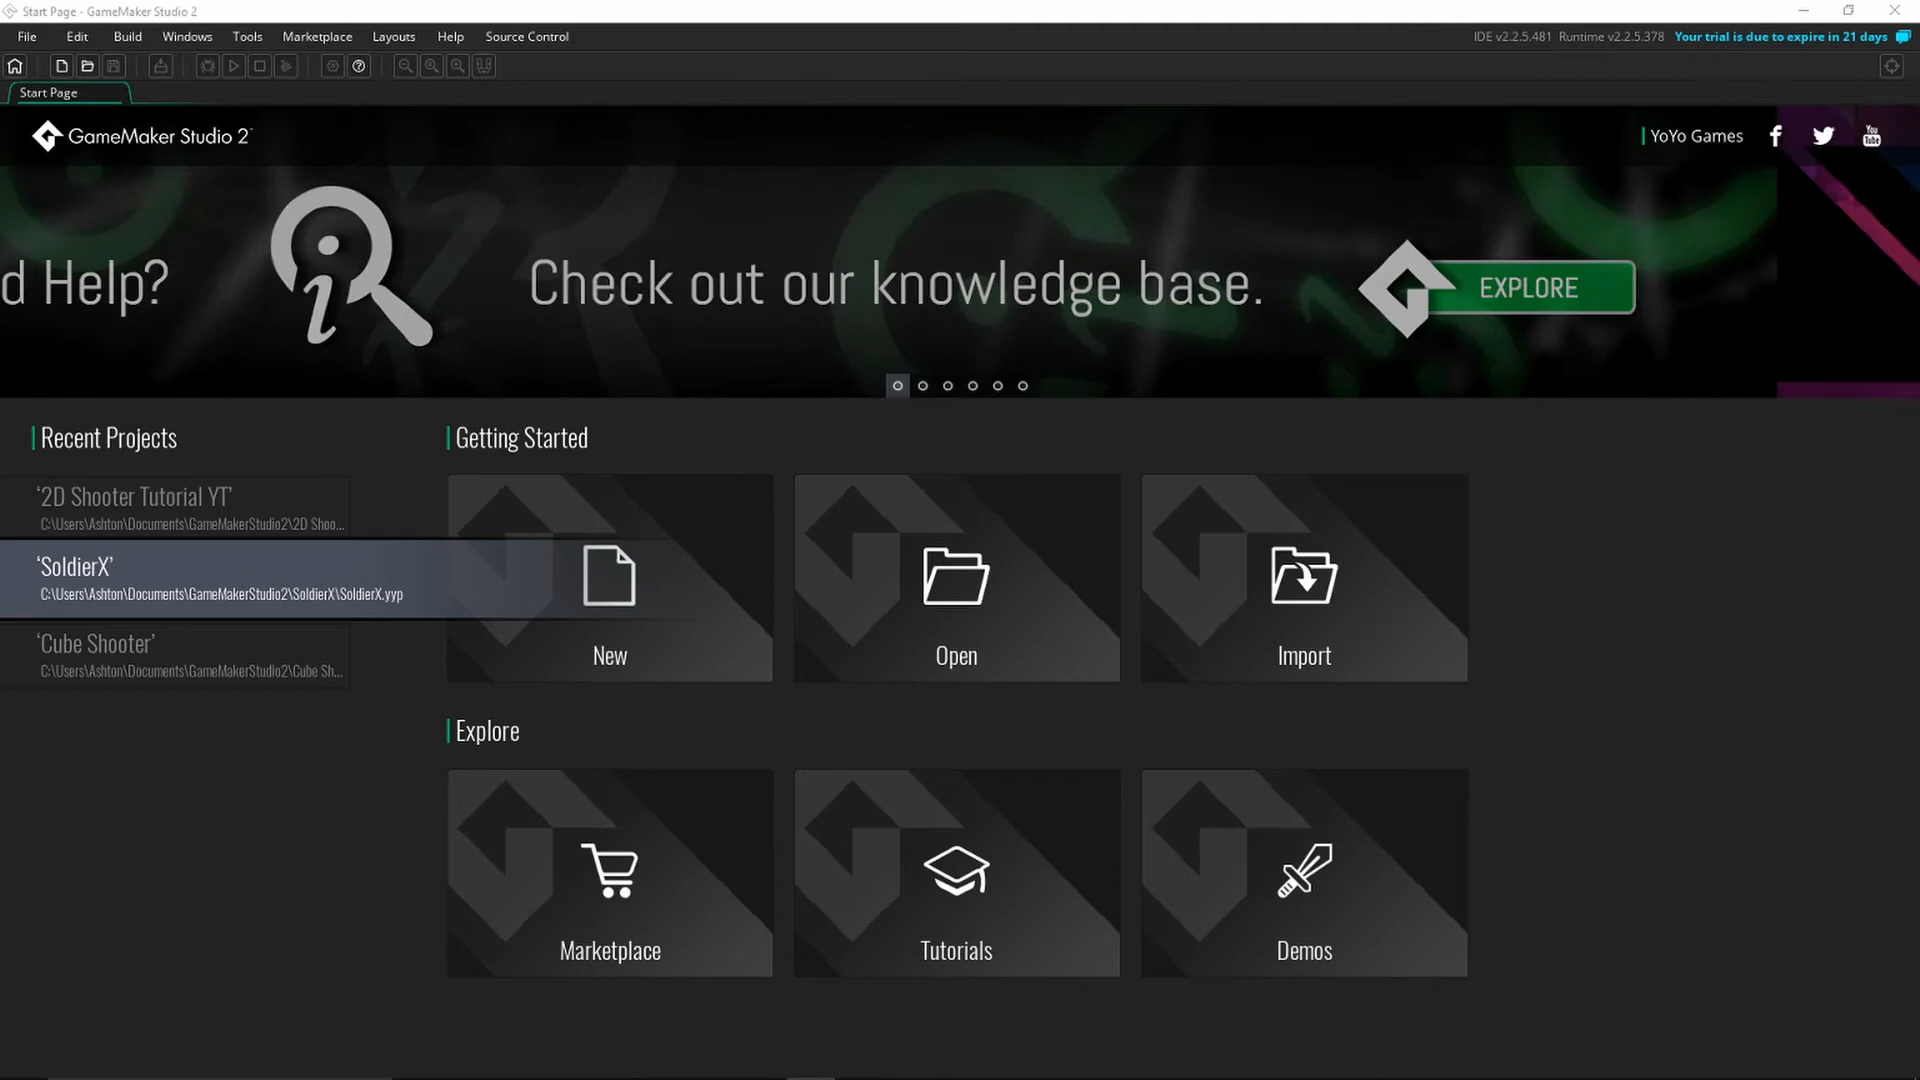 Start Page - GameMaker Studio 2
File Edit Build Windows Tools Marketplace Layouts Help Source Control
IDE v2.2.5.481 Runtime v2.2.5.378 Your trial is due to expire in 21 days
Start Page
GameMaker Studio 2
YoYo Games
You Tube
d Help?
Check out our knowledge base.
EXPLORE
Recent Projects
Getting Started
‘2D Shooter Tutorial YT’
C:\Users\Ashton\Documents\GameMakerStudio2\2D Shoo...
‘SoldierX’
C:\Users\Ashton\Documents\GameMakerStudio2\SoldierX\SoldierX.yyp
‘Cube Shooter’
C:\Users\Ashton\Documents\GameMakerStudio2\Cube Sh...
New
Open
Import
Explore
Marketplace
Tutorials
Demos